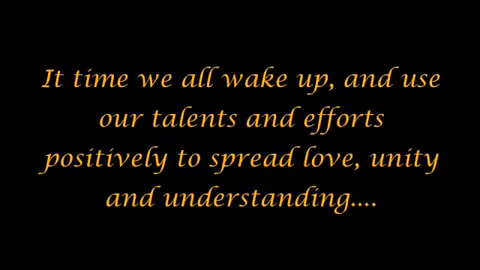 It time we all wake up, and use
our talents and efforts
positively to spread love, unity
and understanding....